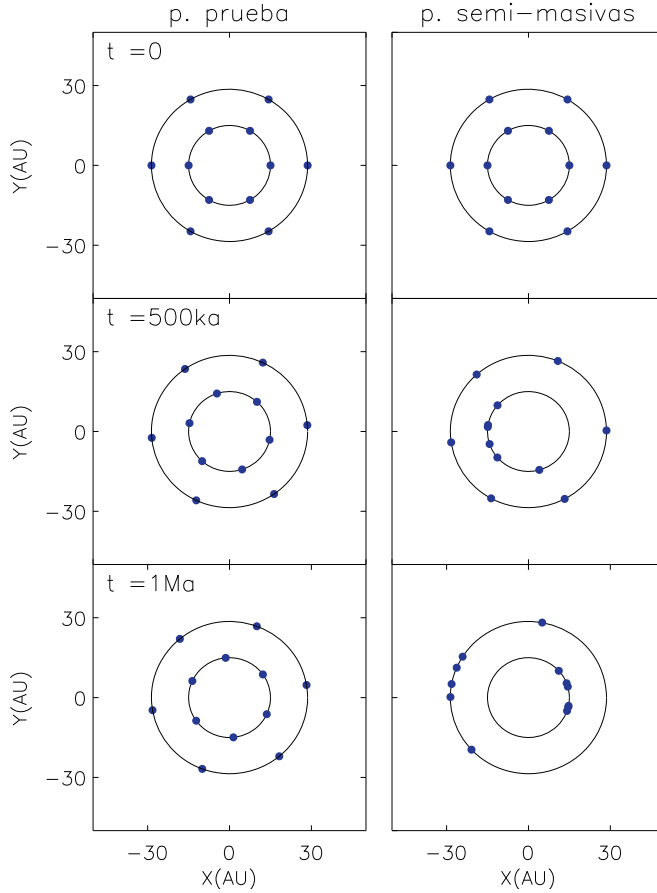 p. prueba
p. semi-masivas
t =0
30
0
-30
Y(AU)
t =500ka
30
0
-30
Y(AU)
t =1Ma
30
0
-30
Y(AU)
-30 0 30
-30 0 30
X(AU)
X(AU)